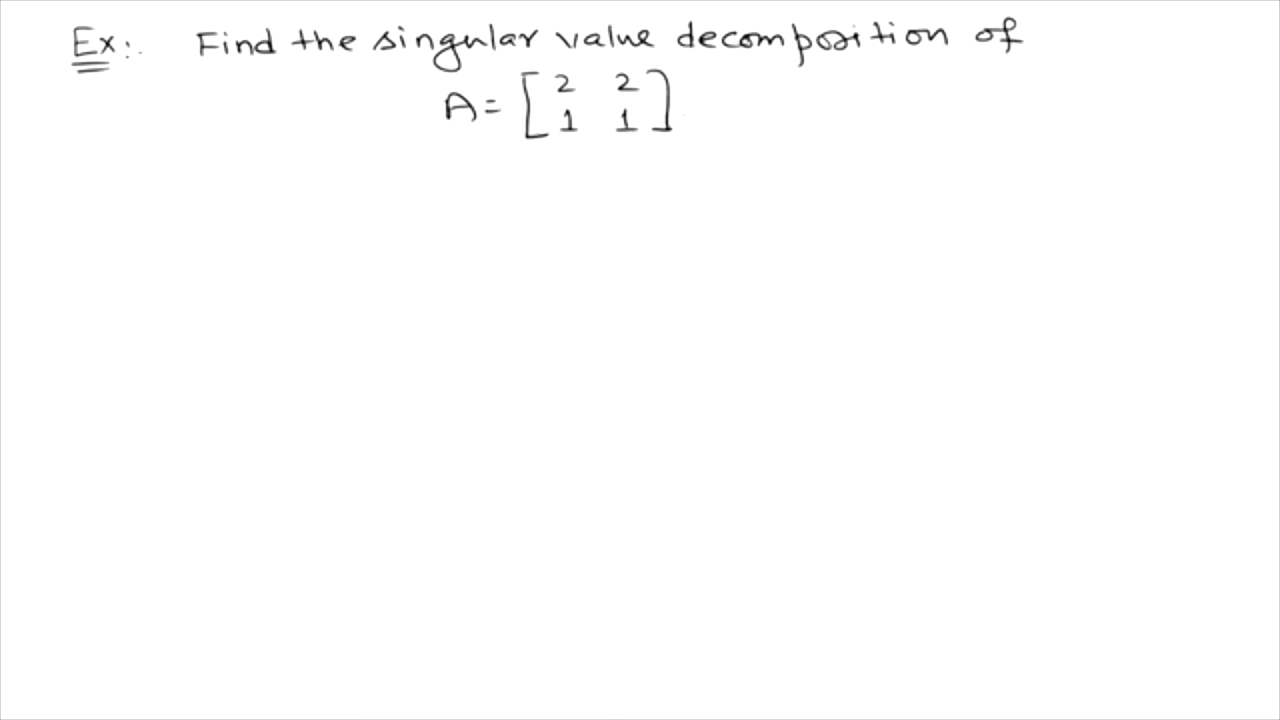 Ex:. Find the singular value decomposition of
A = [ 2 2
1 1 ]